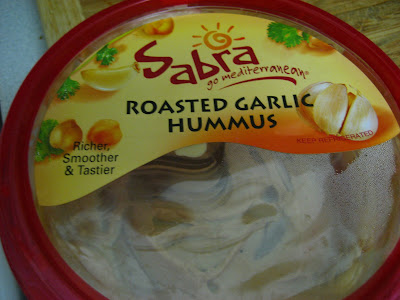 Sabra
go mediterranean®
ROASTED GARLIC
HUMMUS
KEEP REFRIGERATED
Richer,
Smoother
& Tastier